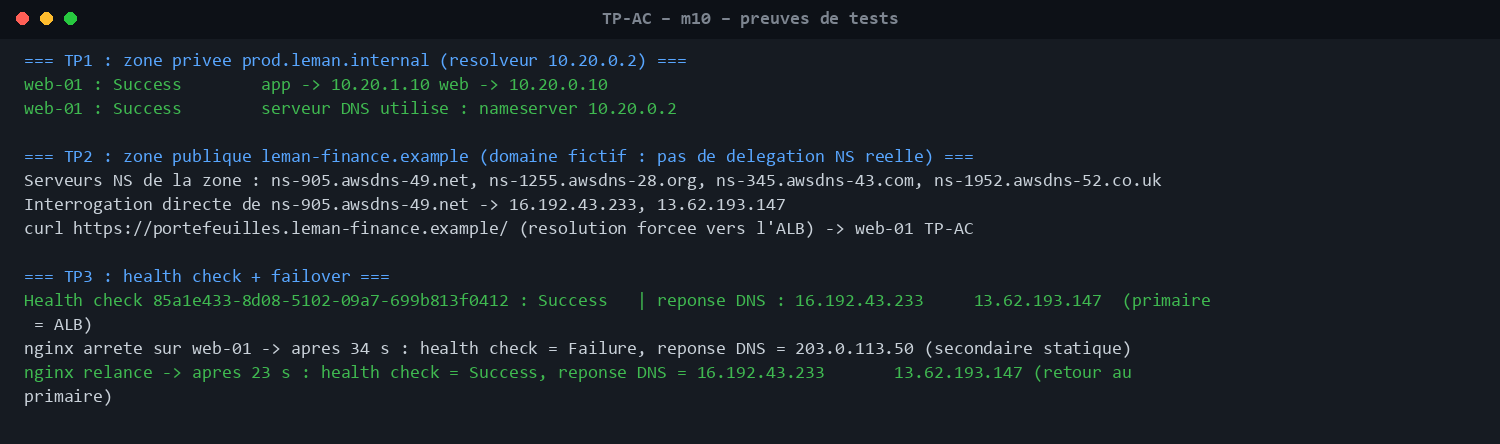 TP-AC – m10 – preuves de tests
=== TP1 : zone privee prod.leman.internal (resolveur 10.20.0.2) ===
web-01 : Success        app -> 10.20.1.10 web -> 10.20.0.10
web-01 : Success        serveur DNS utilise : nameserver 10.20.0.2
=== TP2 : zone publique leman-finance.example (domaine fictif : pas de delegation NS reelle) ===
Serveurs NS de la zone : ns-905.awsdns-49.net, ns-1255.awsdns-28.org, ns-345.awsdns-43.com, ns-1952.awsdns-52.co.uk
Interrogation directe de ns-905.awsdns-49.net -> 16.192.43.233, 13.62.193.147
curl https://portefeuilles.leman-finance.example/ (resolution forcee vers l'ALB) -> web-01 TP-AC
=== TP3 : health check + failover ===
Health check 85a1e433-8d08-5102-09a7-699b813f0412 : Success   | reponse DNS : 16.192.43.233     13.62.193.147  (primaire
= ALB)
nginx arrete sur web-01 -> apres 34 s : health check = Failure, reponse DNS = 203.0.113.50 (secondaire statique)
nginx relance -> apres 23 s : health check = Success, reponse DNS = 16.192.43.233       13.62.193.147 (retour au
primaire)